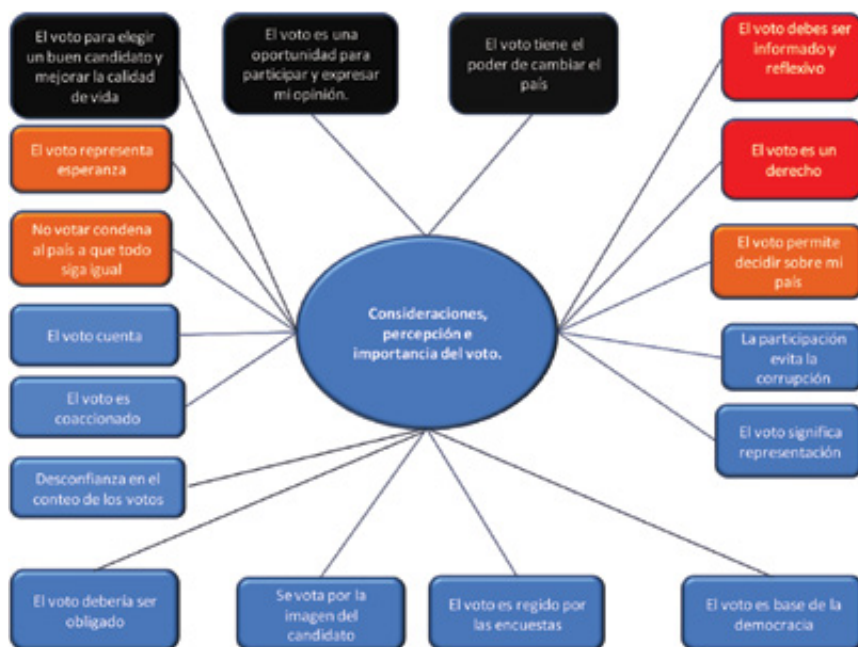 El voto para elegir
un buen candidato y
mejorar la calidad
de vida
El voto es una
oportunidad para
participar y expresar
mi opinión.
El voto tiene el
poder de cambiar el
país
El voto debes ser
informado y
reflexivo
El voto representa
esperanza
El voto es un
derecho
No votar condena
al país a que todo
siga igual
El voto permite
decidir sobre mi
país
Consideraciones,
percepción e
importancia del voto.
El voto cuenta
La participación
evita la
corrupción
El voto es
coaccionado
El voto significa
representación
Desconfianza en el
conteo de los votos
El voto debería ser
obligado
Se vota por la
imagen del
candidato
El voto es regido por
las encuestas
El voto es base de la
democracia